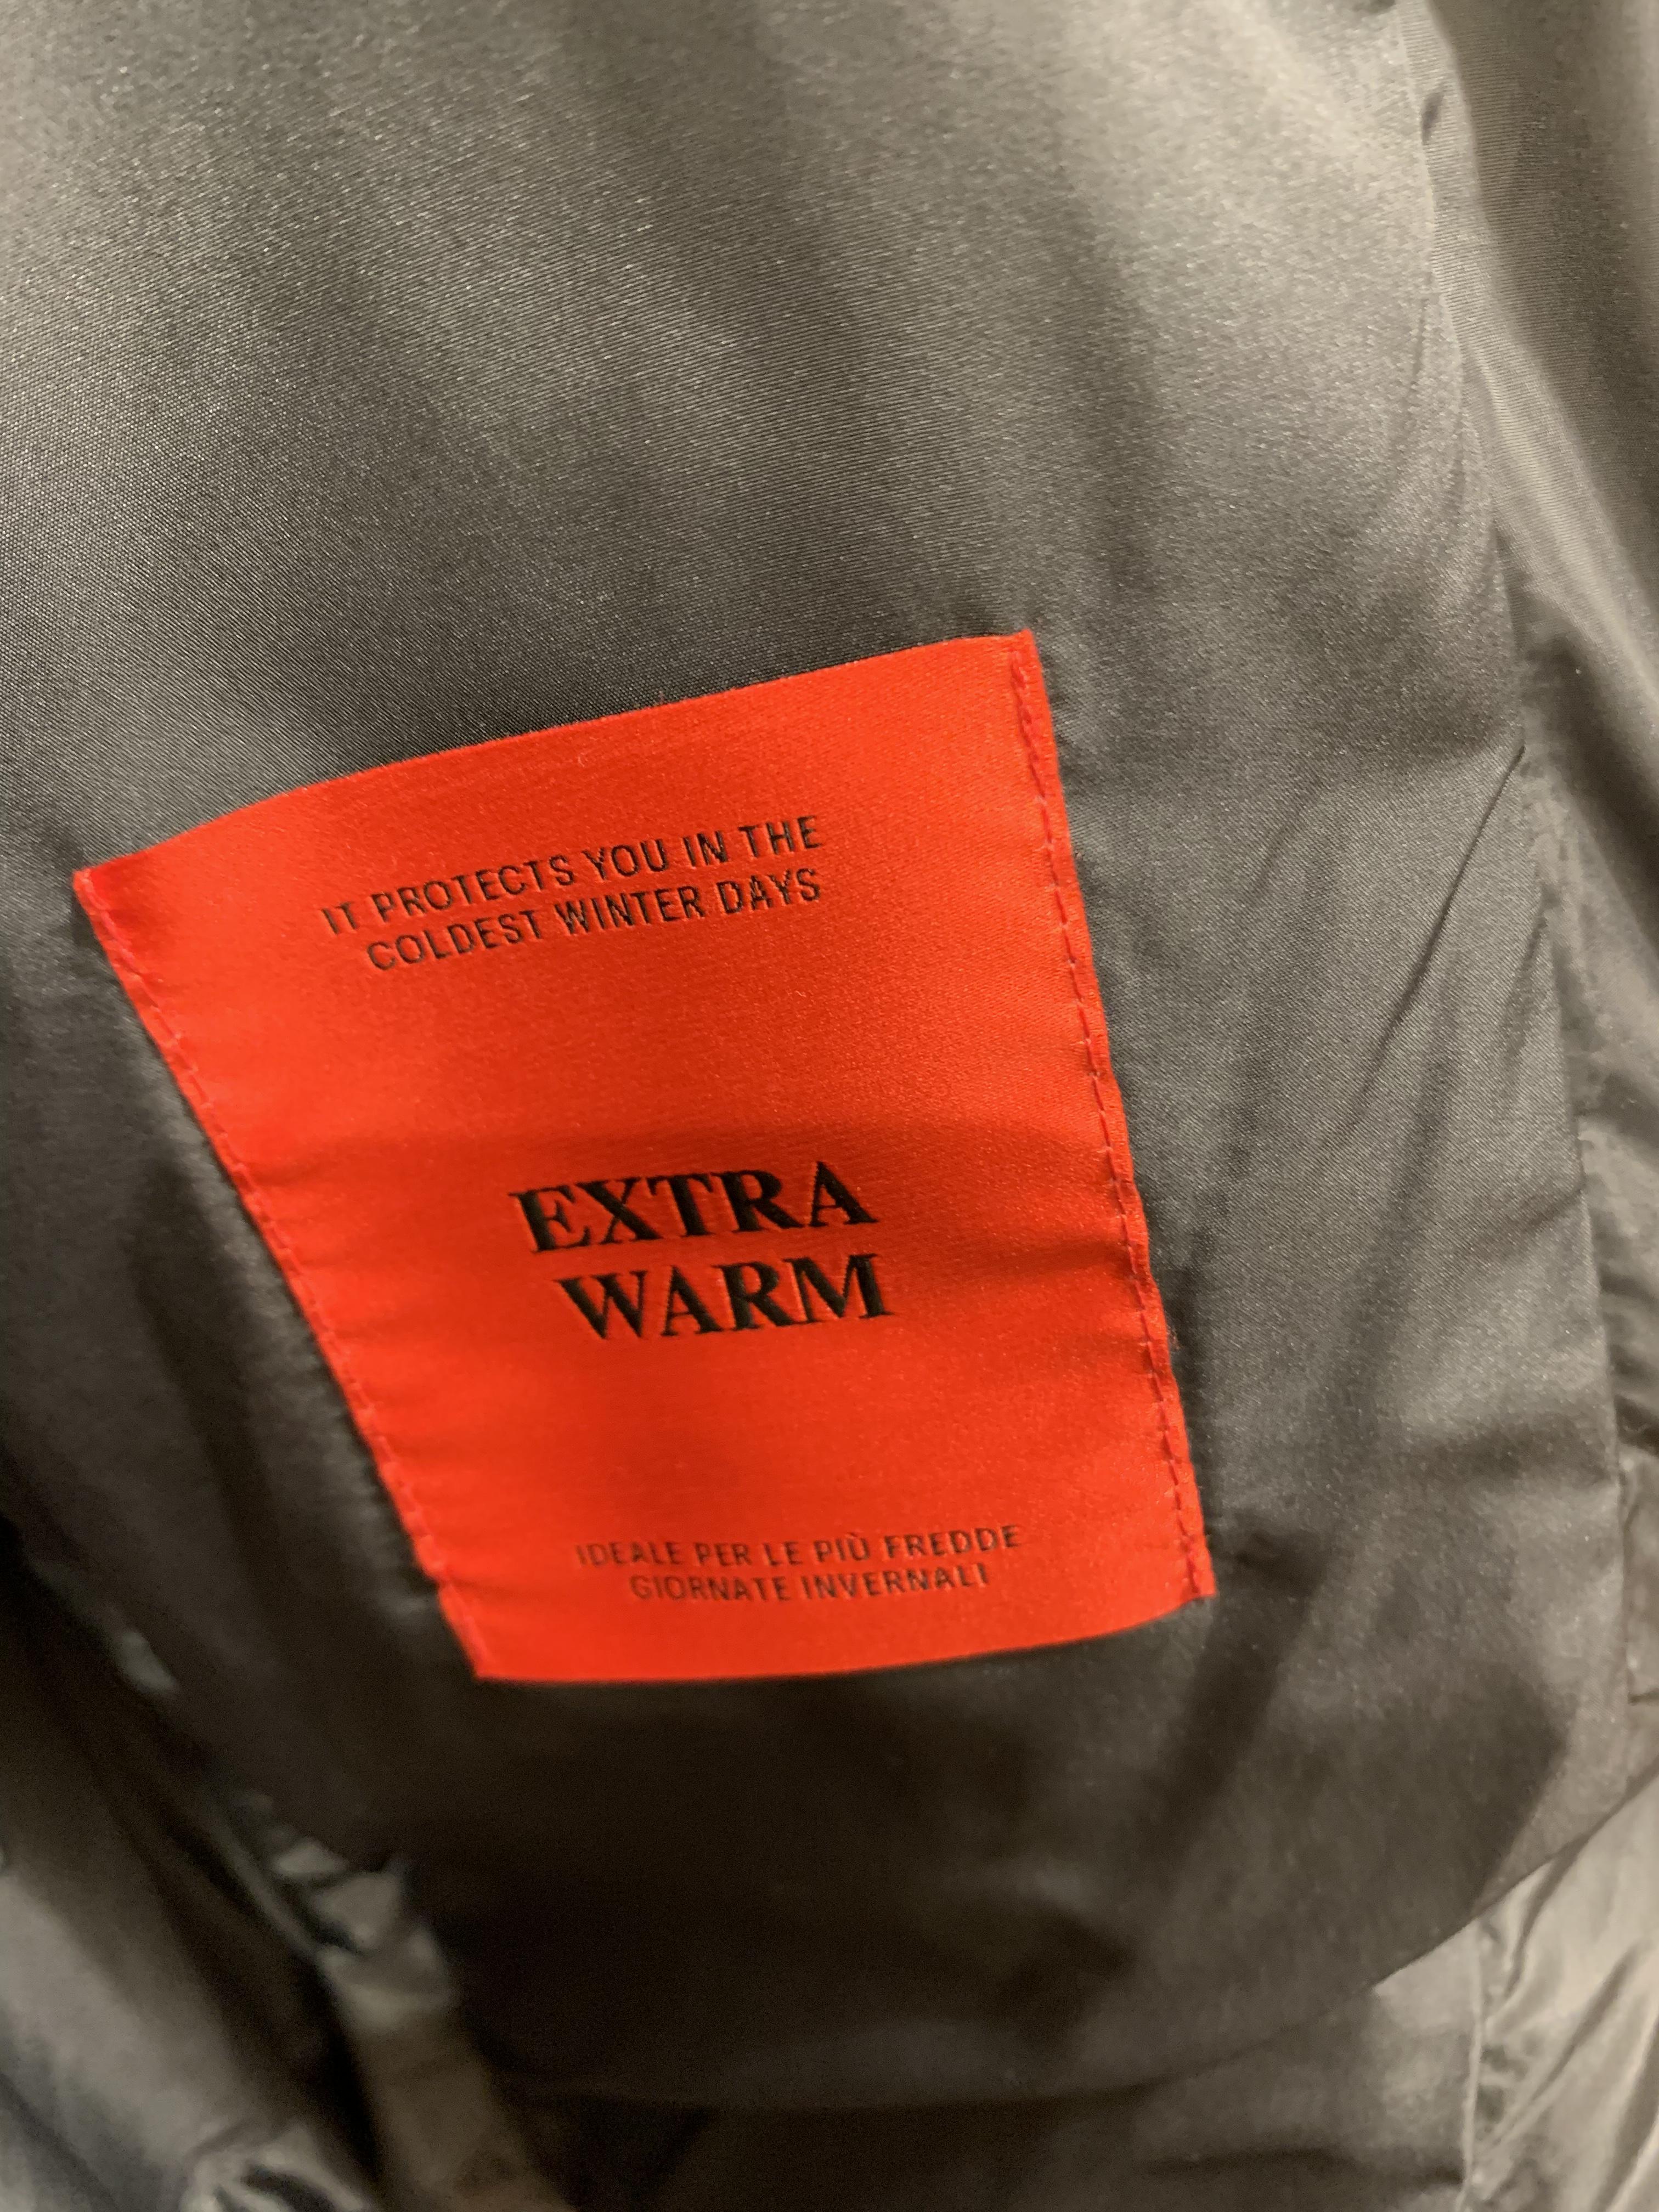 IT PROTECTS YOU IN THE
COLDEST WINTER DAYS
EXTRA
WARM
IDEALE PER LE PIÙ FREDDE
GIORNATE INVERNALI